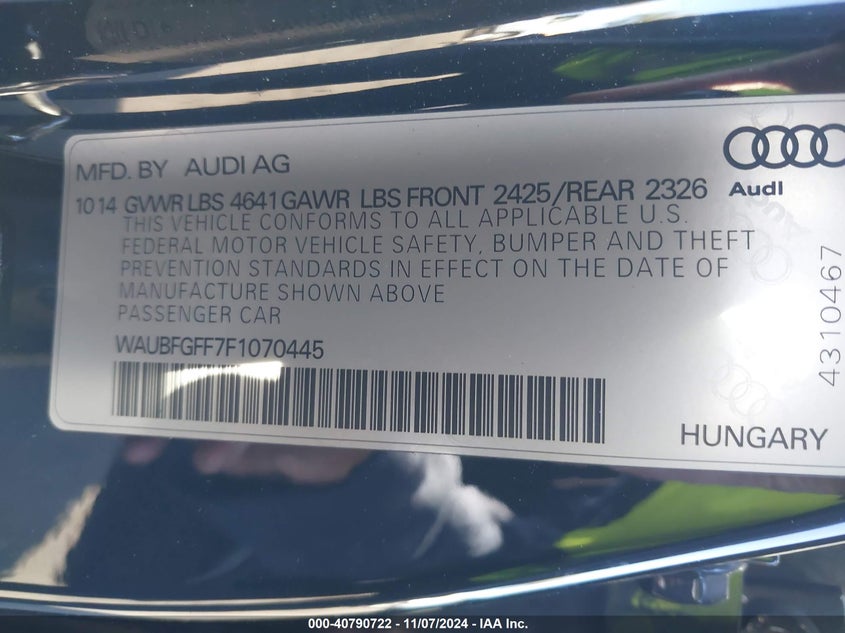 MFD. BY AUDI AG
10 14 GVWR LBS 4641 GAWR LBS FRONT 2425/REAR 2326
THIS VEHICLE CONFORMS TO ALL APPLICABLE U.S.
FEDERAL MOTOR VEHICLE SAFETY, BUMPER AND THEFT
PREVENTION STANDARDS IN EFFECT ON THE DATE OF
MANUFACTURE SHOWN ABOVE
PASSENGER CAR
WAUBFGFF7F1070445
Audi
4310467
HUNGARY
000-40790722 - 11/07/2024 - IAA Inc.